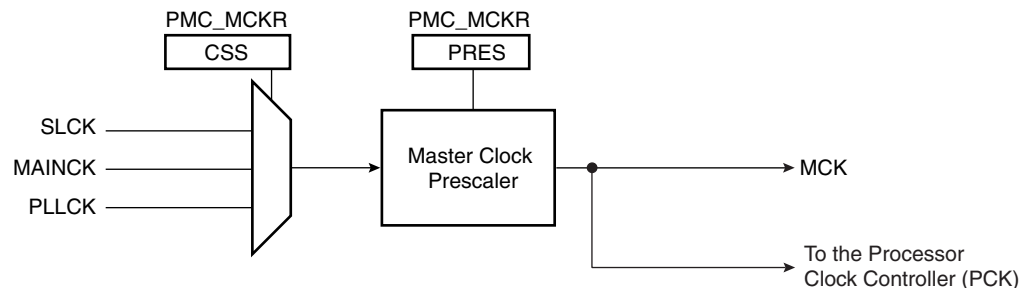 PMC_MCKR
PMC_MCKR
CSS
PRES
SLCK
MAINCK
PLLCK
Master Clock
Prescaler
MCK
To the Processor
Clock Controller (PCK)